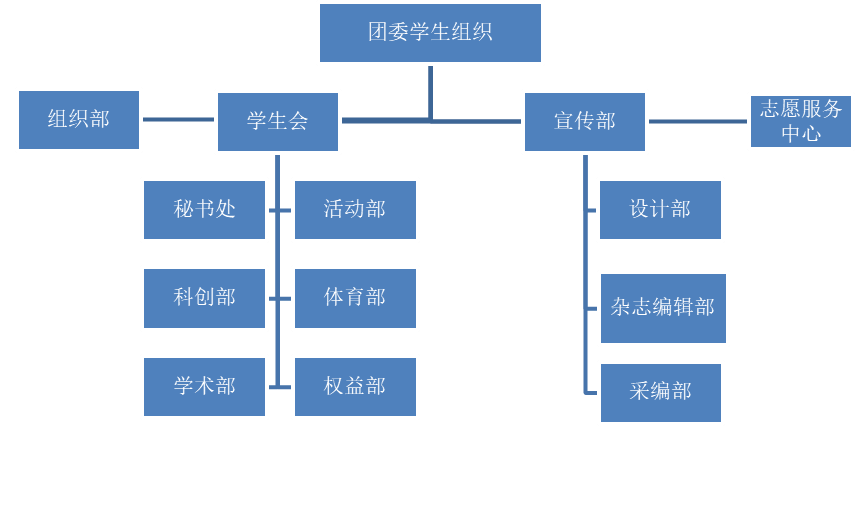 团委学生组织
组织部
学生会
宣传部
志愿服务
中心
秘书处
活动部
设计部
科创部
体育部
杂志编辑部
学术部
权益部
采编部